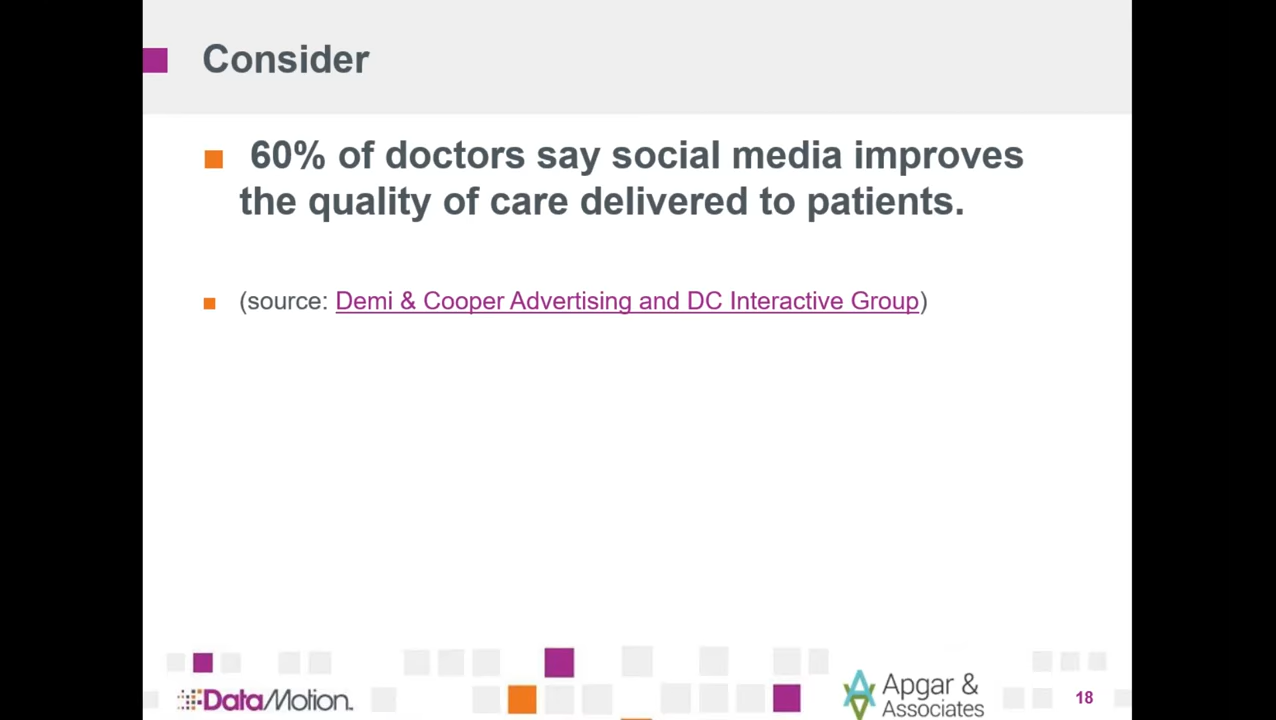 Consider
60% of doctors say social media improves
the quality of care delivered to patients.
(source: Demi & Cooper Advertising and DC Interactive Group)
DataMotion
Apgar &
Associates
18